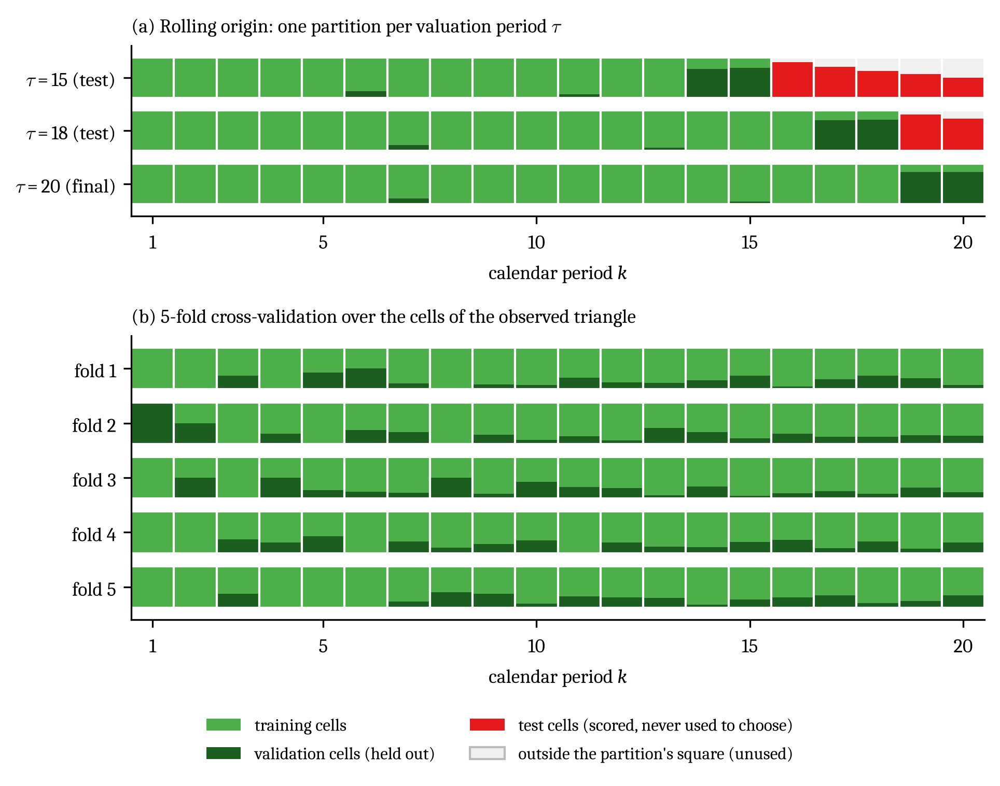 (a) Rolling origin: one partition per valuation period τ
τ = 15 (test)
τ = 18 (test)
τ = 20 (final)
1 5 10 15 20
calendar period k
(b) 5-fold cross-validation over the cells of the observed triangle
fold 1
fold 2
fold 3
fold 4
fold 5
1 5 10 15 20
calendar period k
training cells
validation cells (held out)
test cells (scored, never used to choose)
outside the partition's square (unused)